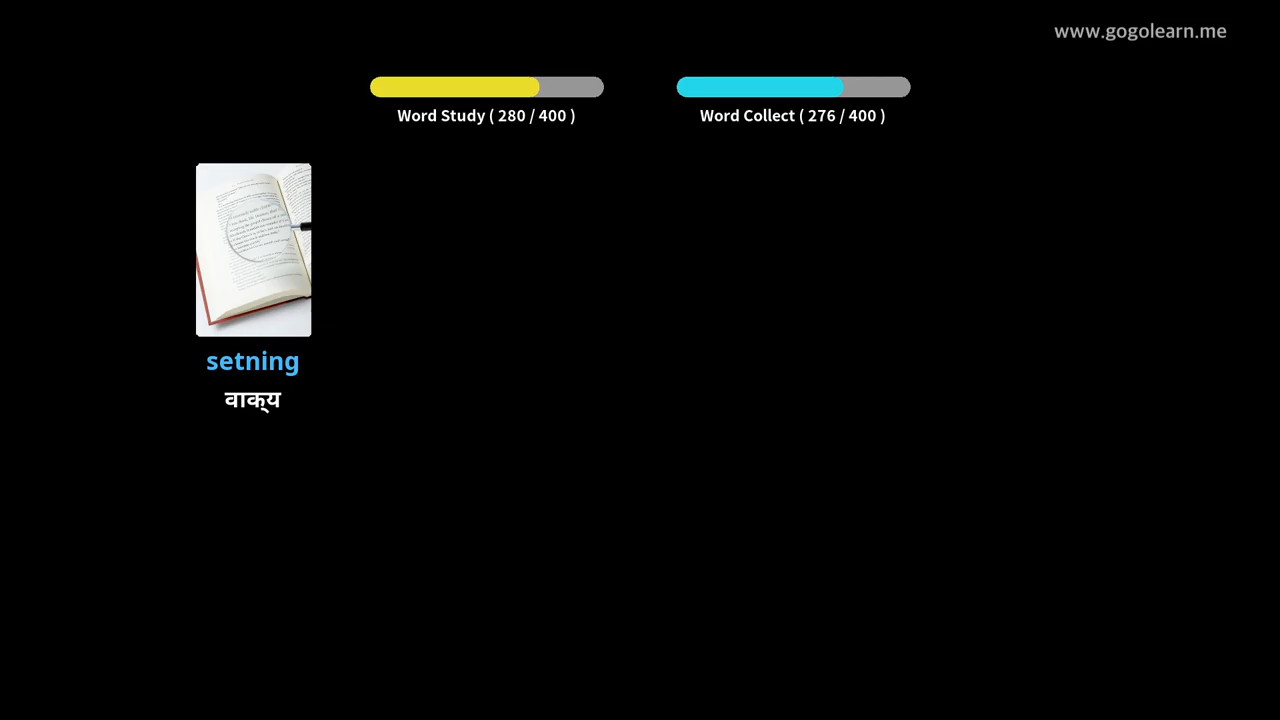 www.gogolearn.me
Word Study ( 280 / 400 )
Word Collect ( 276 / 400 )
setning
वाक्य